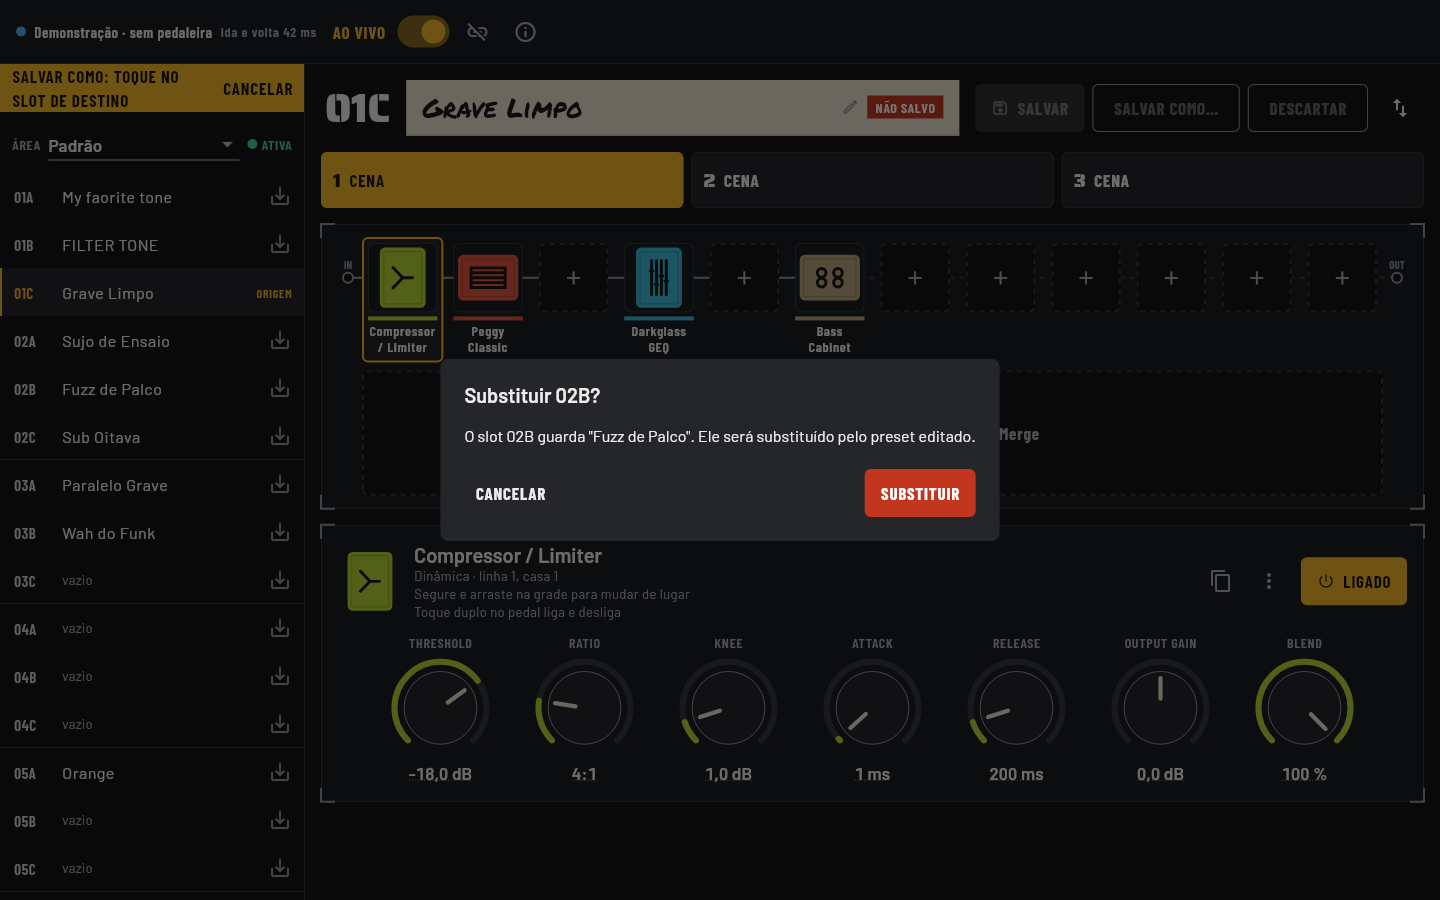 Demonstração · sem pedaleira Ida e volta 42 ms AO VIVO
SALVAR COMO: TOQUE NO
SLOT DE DESTINO
CANCELAR
ÁREA Padrão ATIVA
01A My faorite tone
01B FILTER TONE
01C Grave Limpo ORIGEM
02A Sujo de Ensaio
02B Fuzz de Palco
02C Sub Oitava
03A Paralelo Grave
03B Wah do Funk
03C vazio
04A vazio
04B vazio
04C vazio
05A Orange
05B vazio
05C vazio
01C Grave Limpo NÃO SALVO SALVAR SALVAR COMO... DESCARTAR
1 CENA
2 CENA
3 CENA
IN
+ + + + + + + +
OUT
Compressor
/ Limiter
Peggy
Classic
Darkglass
GEQ
88
Bass
Cabinet
Merge
Substituir 02B?
O slot 02B guarda "Fuzz de Palco". Ele será substituído pelo preset editado.
CANCELAR SUBSTITUIR
Compressor / Limiter
Dinâmica · linha 1, casa 1
Segure e arraste na grade para mudar de lugar
Toque duplo no pedal liga e desliga
LIGADO
THRESHOLD RATIO KNEE ATTACK RELEASE OUTPUT GAIN BLEND
-18,0 dB 4:1 1,0 dB 1 ms 200 ms 0,0 dB 100 %